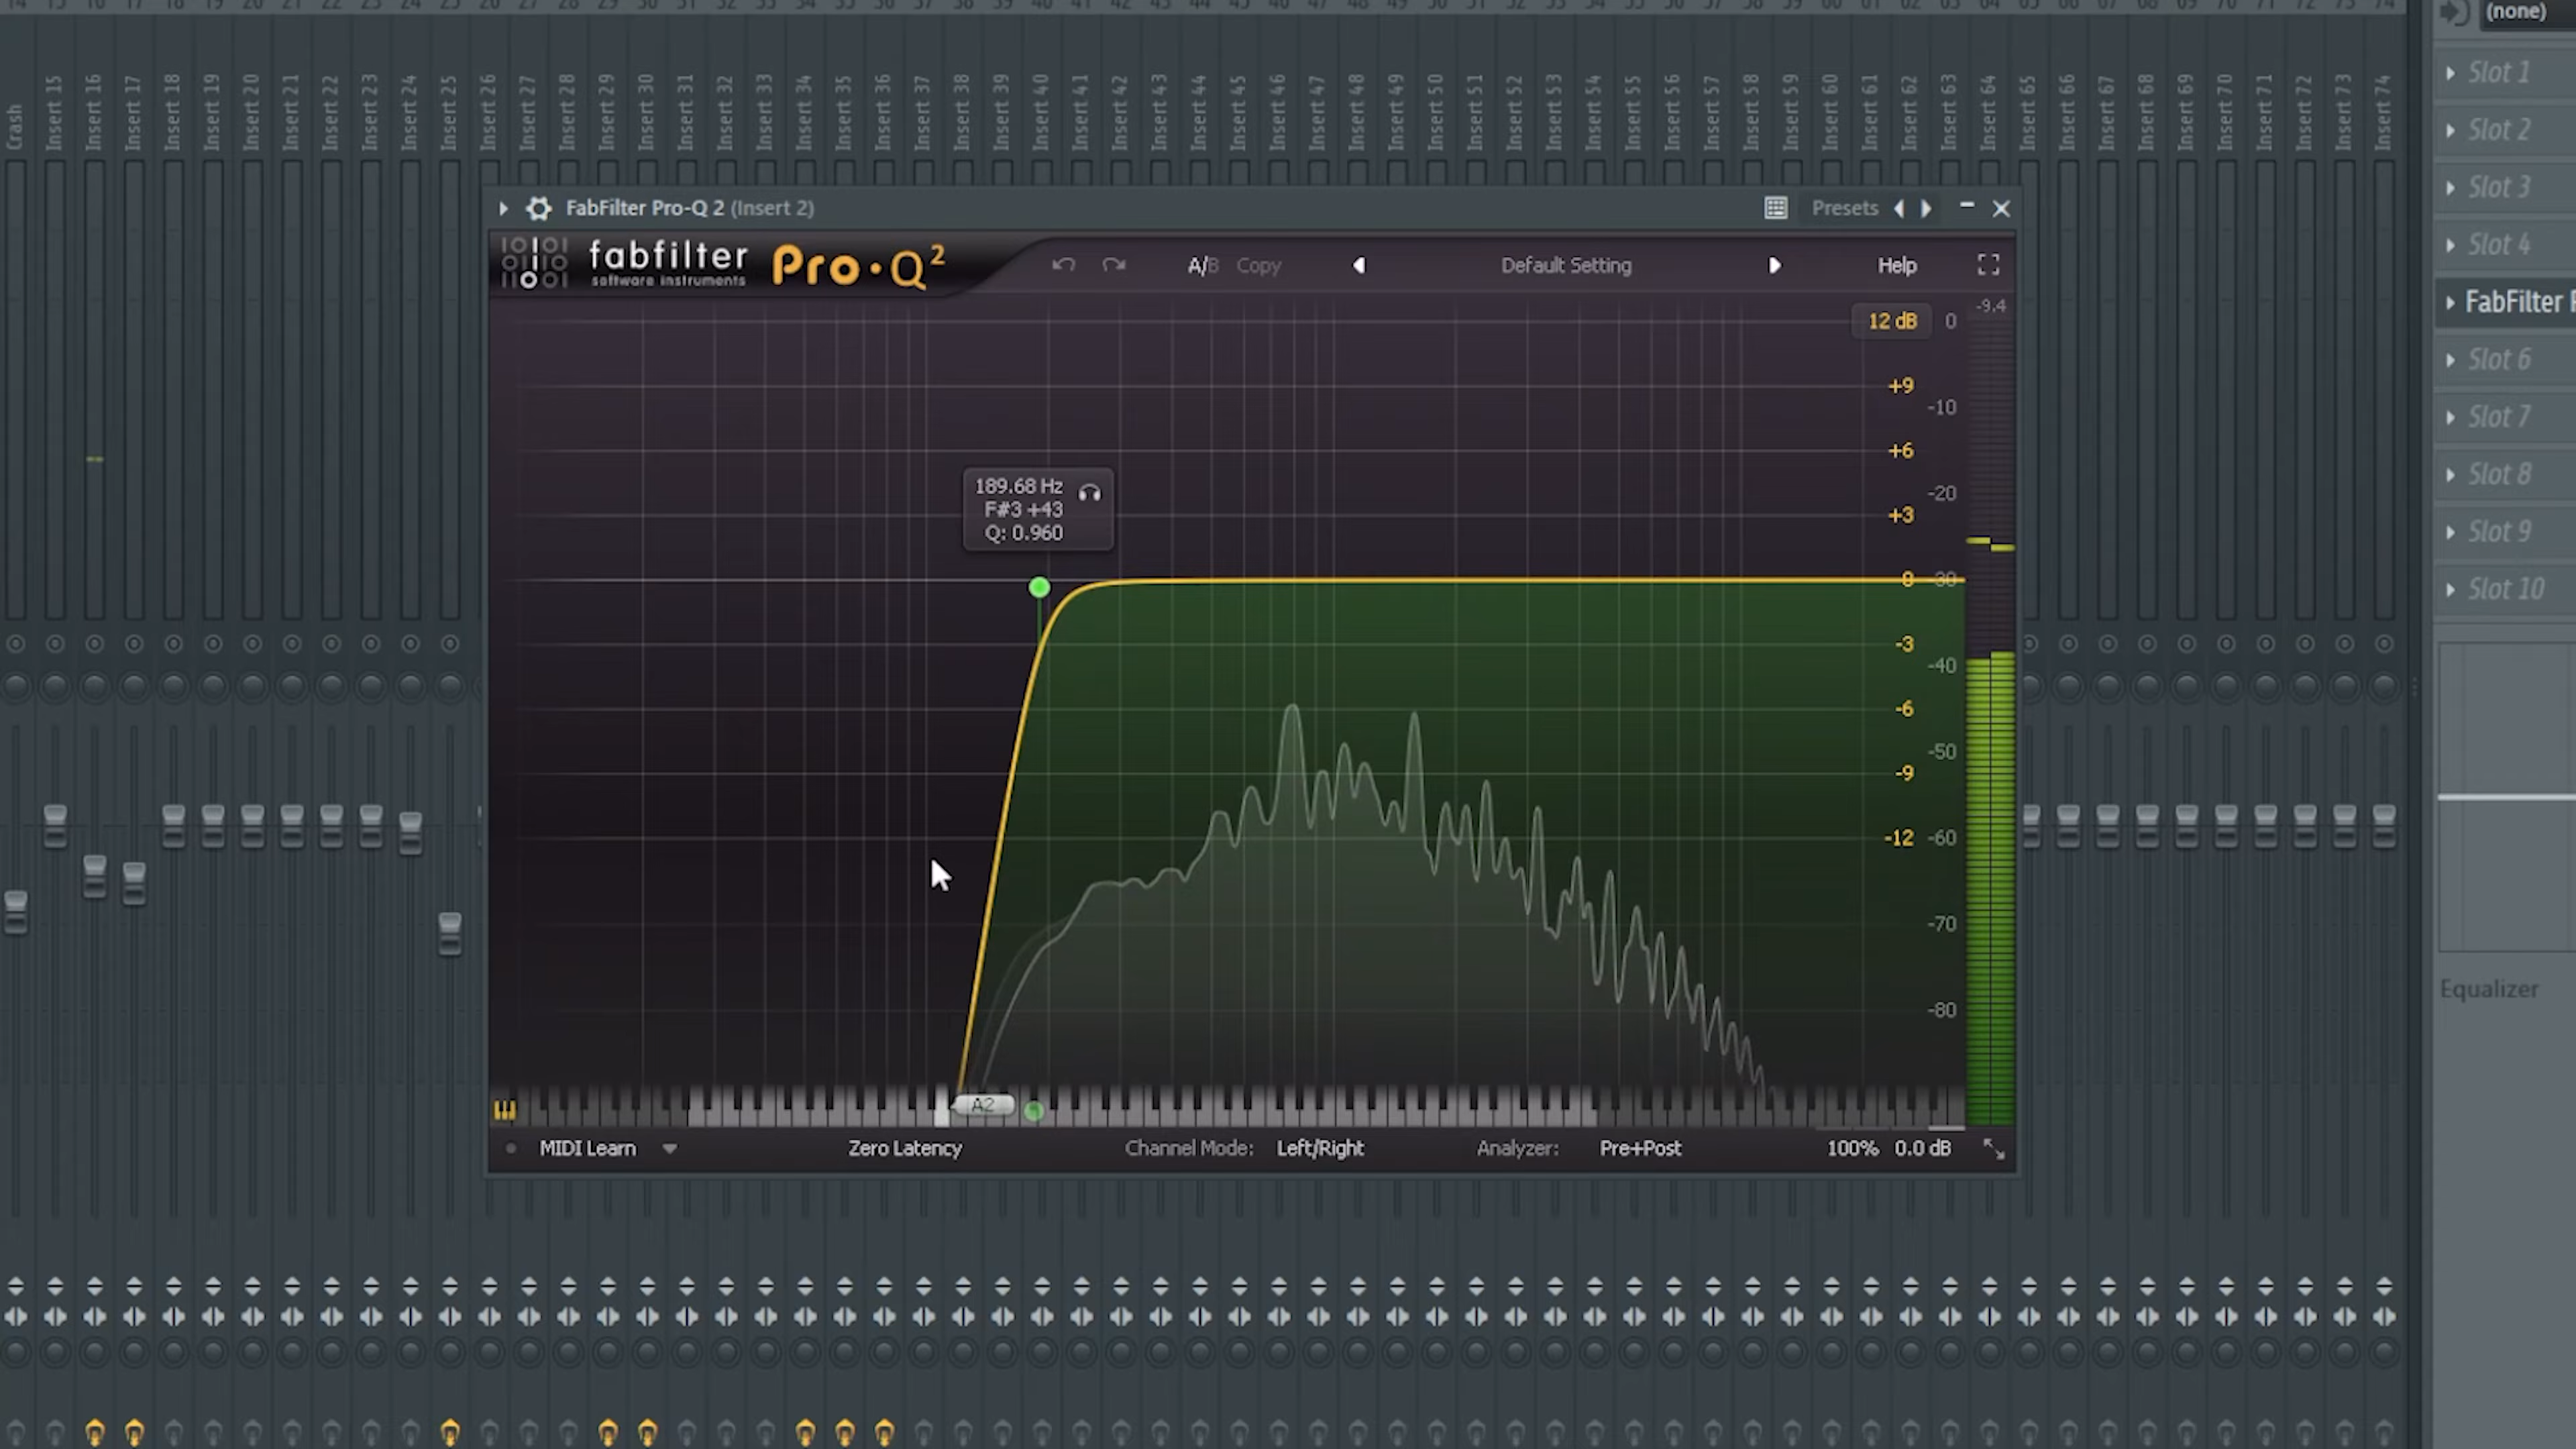 (none)
Crash
Insert 15
Insert 16
Insert 17
Insert 18
Insert 19
Insert 20
Insert 21
Insert 22
Insert 23
Insert 24
Insert 25
Insert 26
Insert 27
Insert 28
Insert 29
Insert 30
Insert 31
Insert 32
Insert 33
Insert 34
Insert 35
Insert 36
Insert 37
Insert 38
Insert 39
Insert 40
Insert 41
Insert 42
Insert 43
Insert 44
Insert 45
Insert 46
Insert 47
Insert 48
Insert 49
Insert 50
Insert 51
Insert 52
Insert 53
Insert 54
Insert 55
Insert 56
Insert 57
Insert 58
Insert 59
Insert 60
Insert 61
Insert 62
Insert 63
Insert 64
Insert 65
Insert 66
Insert 67
Insert 68
Insert 69
Insert 70
Insert 71
Insert 72
Insert 73
Insert 74
Slot 1
Slot 2
Slot 3
Slot 4
FabFilter
Slot 6
Slot 7
Slot 8
Slot 9
Slot 10
Equalizer
FabFilter Pro-Q 2 (Insert 2) Presets
fabfilter
software instruments
Pro·Q2
A/B Copy Default Setting Help
-9.4
12 dB 0
+9
-10
+6
-20
+3
0 -30
-3
-40
-6
-50
-9
-12 -60
-70
-80
189.68 Hz
F#3 +43
Q: 0.960
A2
MIDI Learn Zero Latency Channel Mode: Left/Right Analyzer: Pre+Post 100% 0.0 dB